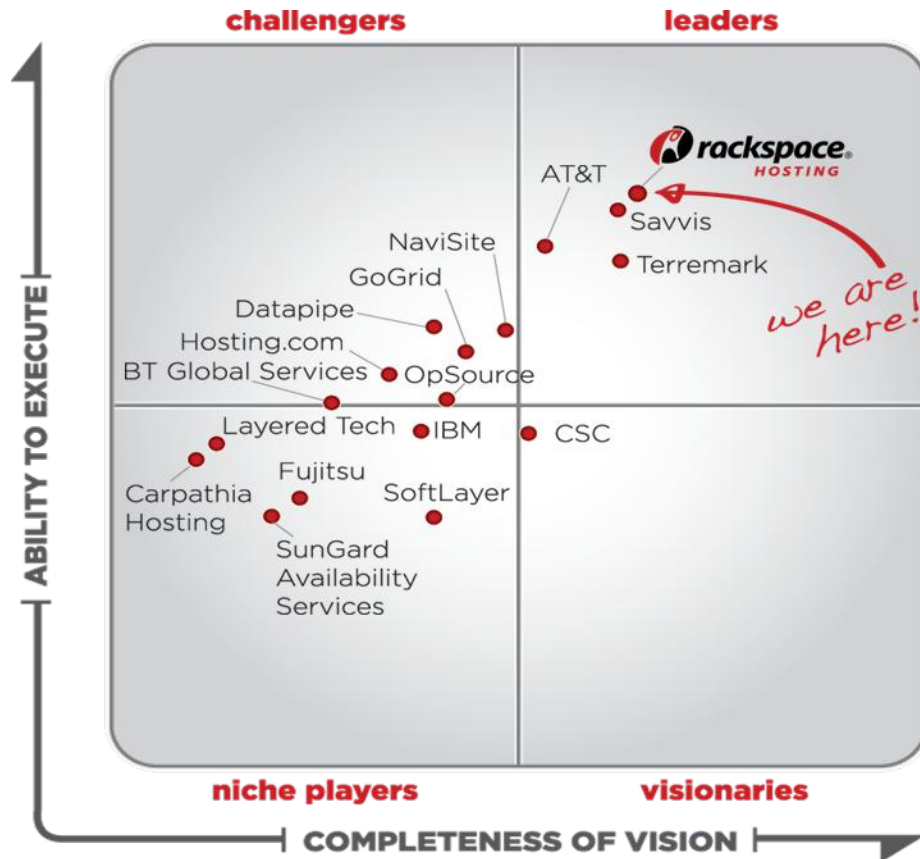 challengers
leaders
rackspace®
HOSTING
AT&T
Savvis
NaviSite
Terremark
GoGrid
we are
here!
Datapipe
Hosting.com
BT Global Services
OpSource
Layered Tech
IBM
CSC
Fujitsu
SoftLayer
Carpathia
Hosting
SunGard
Availability
Services
ABILITY TO EXECUTE
niche players
visionaries
COMPLETENESS OF VISION